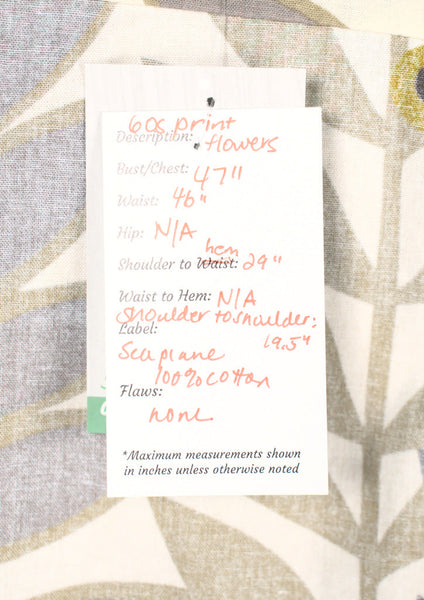 60s print
Description: flowers
Bust/Chest: 47"
Waist: 46"
Hip: N/A
hem
Shoulder to Waist: 29"
Waist to Hem: N/A
Shoulder to shoulder:
Label: 19.5"
Seaplane
100% cotton
Flaws:
none
*Maximum measurements shown
in inches unless otherwise noted